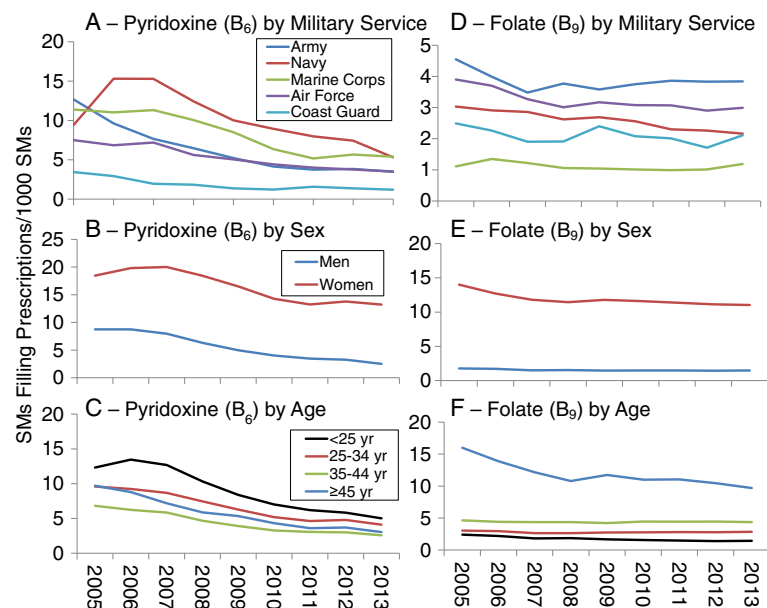 SMs Filling Prescriptions/1000 SMs
A – Pyridoxine (B6) by Military Service
20
15
10
5
0
Army
Navy
Marine Corps
Air Force
Coast Guard
B – Pyridoxine (B6) by Sex
25
20
15
10
5
0
Men
Women
C – Pyridoxine (B6) by Age
20
15
10
5
0
<25 yr
25-34 yr
35-44 yr
≥45 yr
2005
2006
2007
2008
2009
2010
2011
2012
2013
D – Folate (B9) by Military Service
5
4
3
2
1
0
E – Folate (B9) by Sex
20
15
10
5
0
F – Folate (B9) by Age
20
15
10
5
0
2005
2006
2007
2008
2009
2010
2011
2012
2013